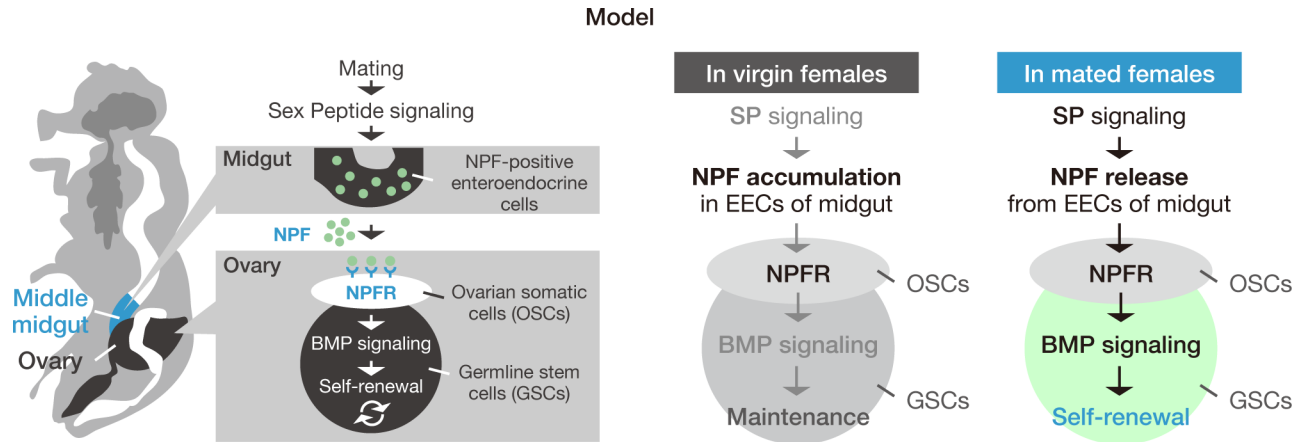 Model
Mating
Sex Peptide signaling
Midgut
NPF-positive
enteroendocrine
cells
NPF
Ovary
NPFR
Ovarian somatic
cells (OSCs)
BMP signaling
Self-renewal
Germline stem
cells (GSCs)
Middle
midgut
Ovary
In virgin females
SP signaling
NPF accumulation
in EECs of midgut
NPFR
OSCs
BMP signaling
GSCs
Maintenance
In mated females
SP signaling
NPF release
from EECs of midgut
NPFR
OSCs
BMP signaling
GSCs
Self-renewal